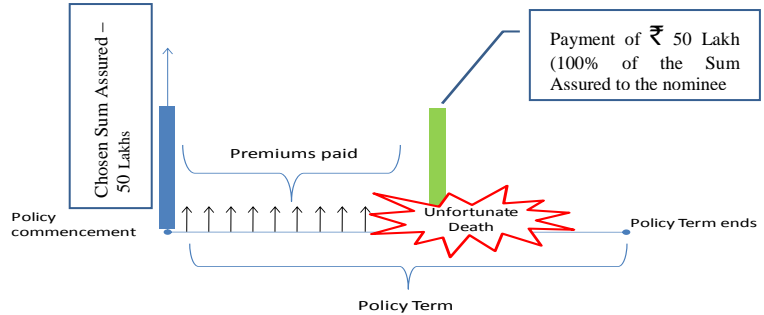 Chosen Sum Assured –
50 Lakhs
Payment of ₹ 50 Lakh
(100% of the Sum
Assured to the nominee
Premiums paid
Policy
commencement
Unfortunate
Death
Policy Term ends
Policy Term